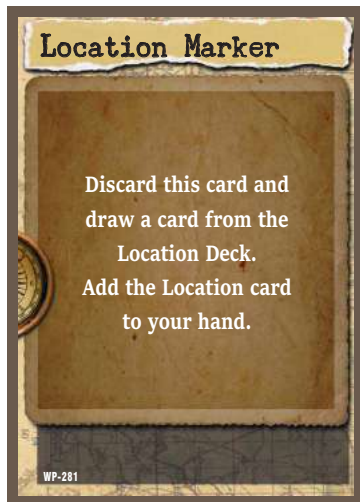 Location Marker
Discard this card and
draw a card from the
Location Deck.
Add the Location card
to your hand.
WP-281